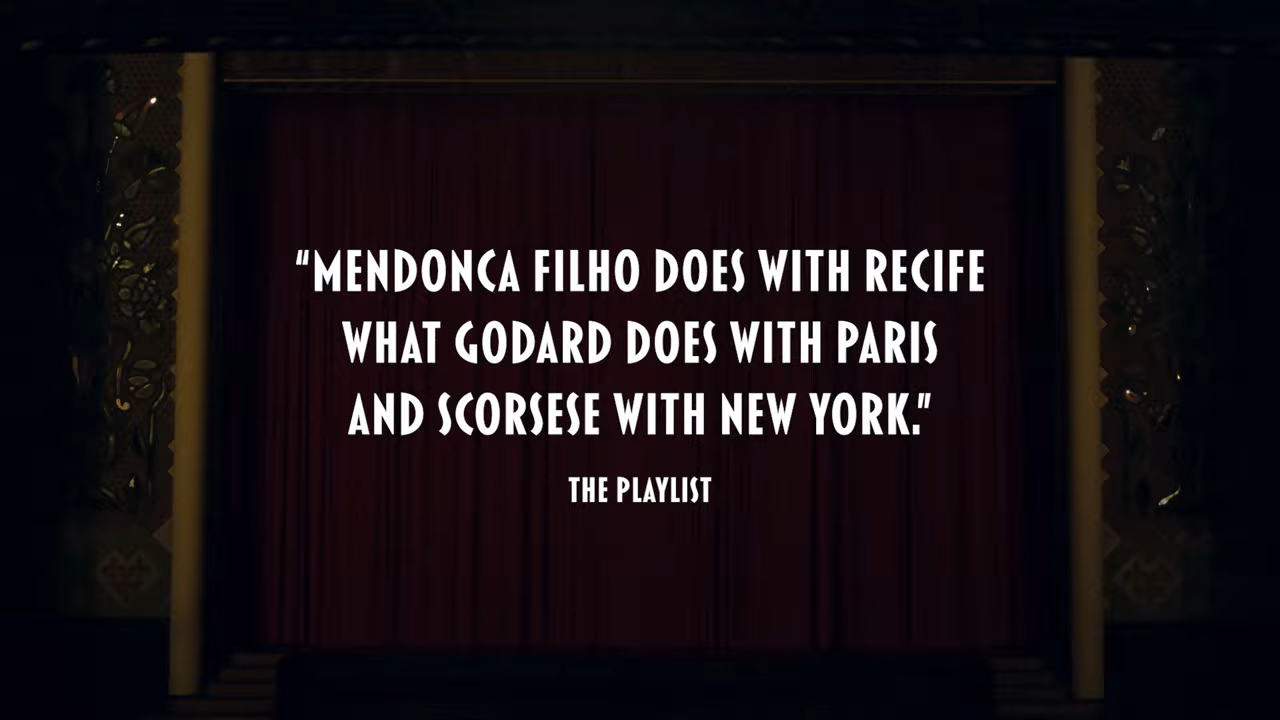 “MENDONCA FILHO DOES WITH RECIFE
WHAT GODARD DOES WITH PARIS
AND SCORSESE WITH NEW YORK.”
THE PLAYLIST